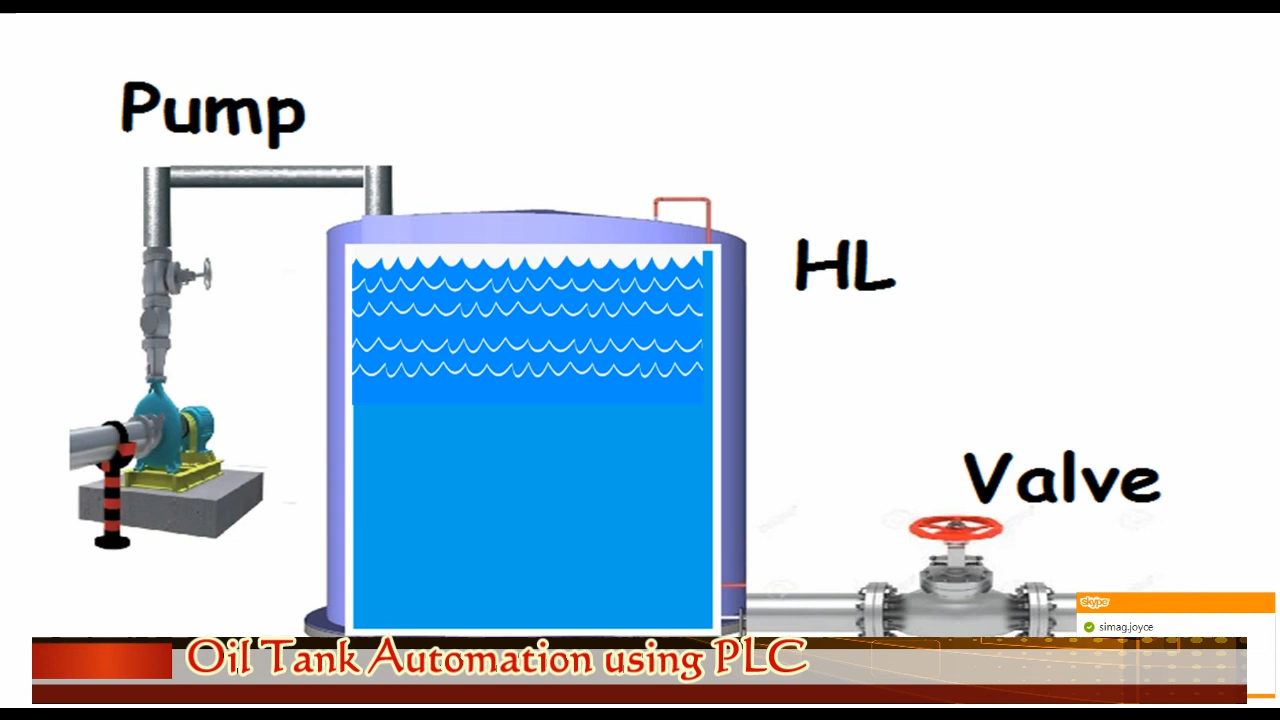 Pump
HL
Valve
skype
simag.joyce
Oil Tank Automation using PLC